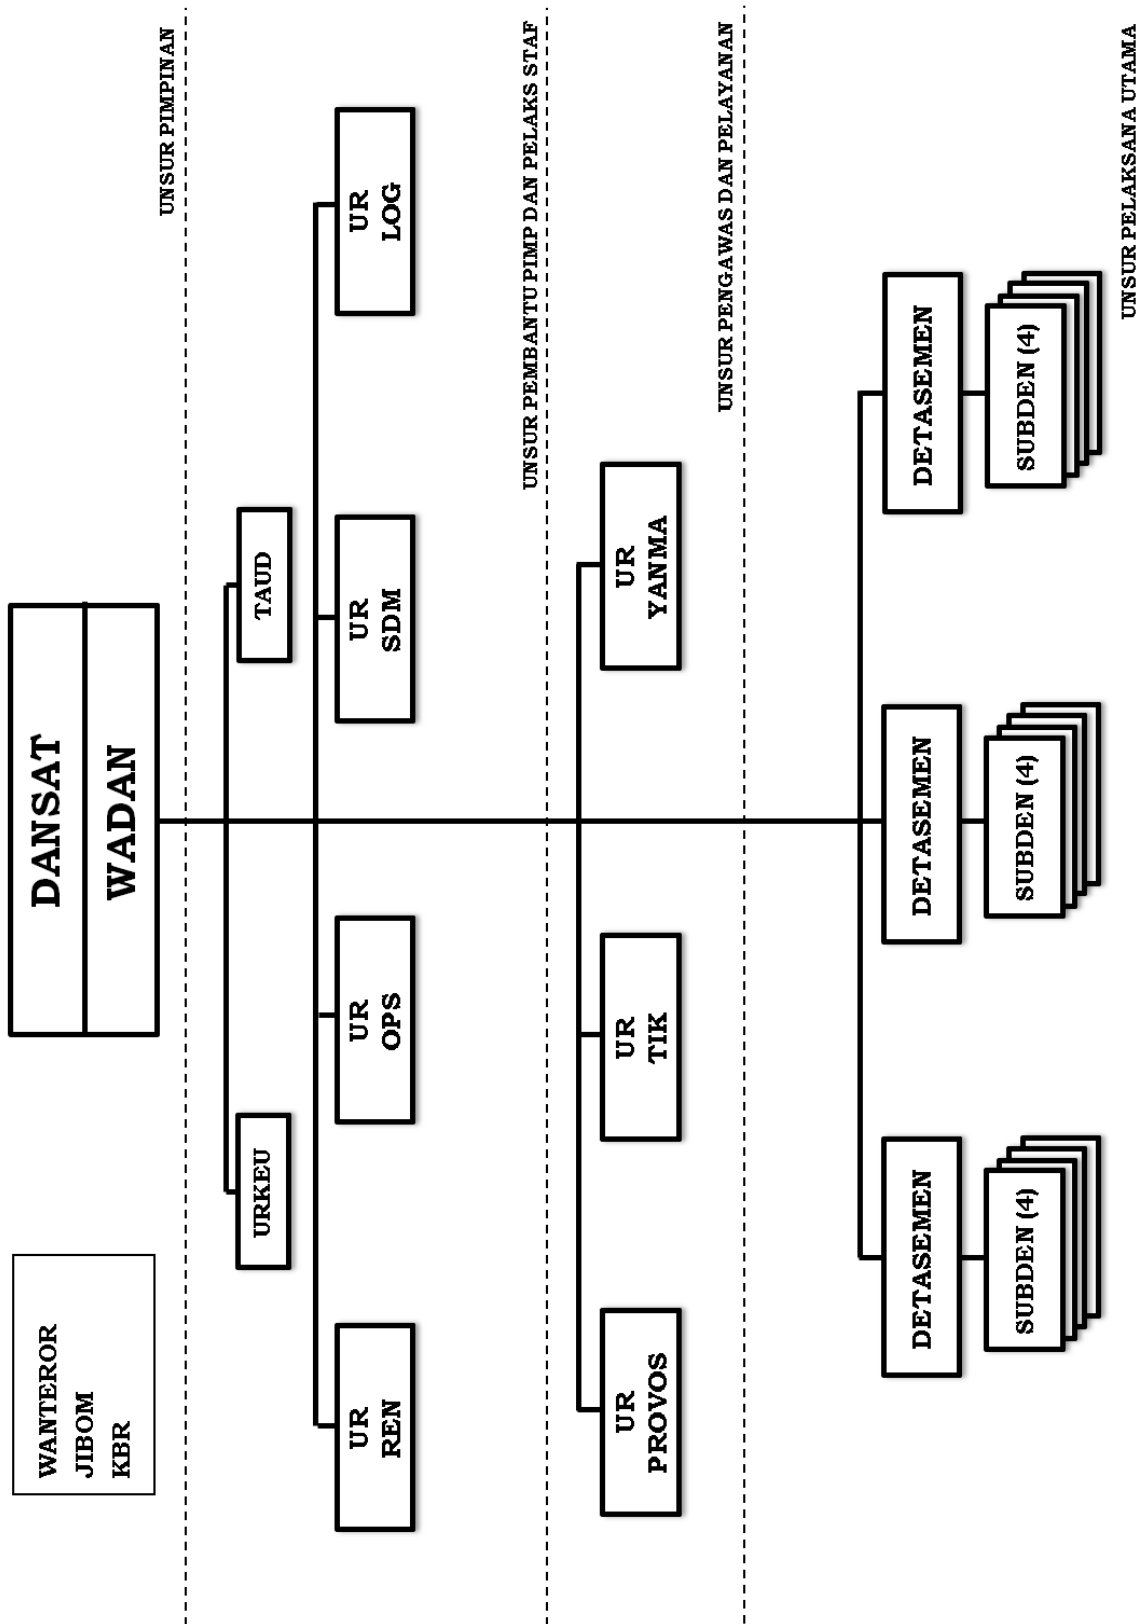 WANTEROR
JIBOM
KBR
DANSAT
WADAN
UNSUR PIMPINAN
URKEU
TAUD
UR
REN
UR
OPS
UR
SDM
UR
LOG
UNSUR PEMBANTU PIMP DAN PELAKS STAF
UR
PROVOS
UR
TIK
UR
YANMA
UNSUR PENGAWAS DAN PELAYANAN
DETASEMEN
DETASEMEN
DETASEMEN
SUBDEN (4)
SUBDEN (4)
SUBDEN (4)
UNSUR PELAKSANA UTAMA